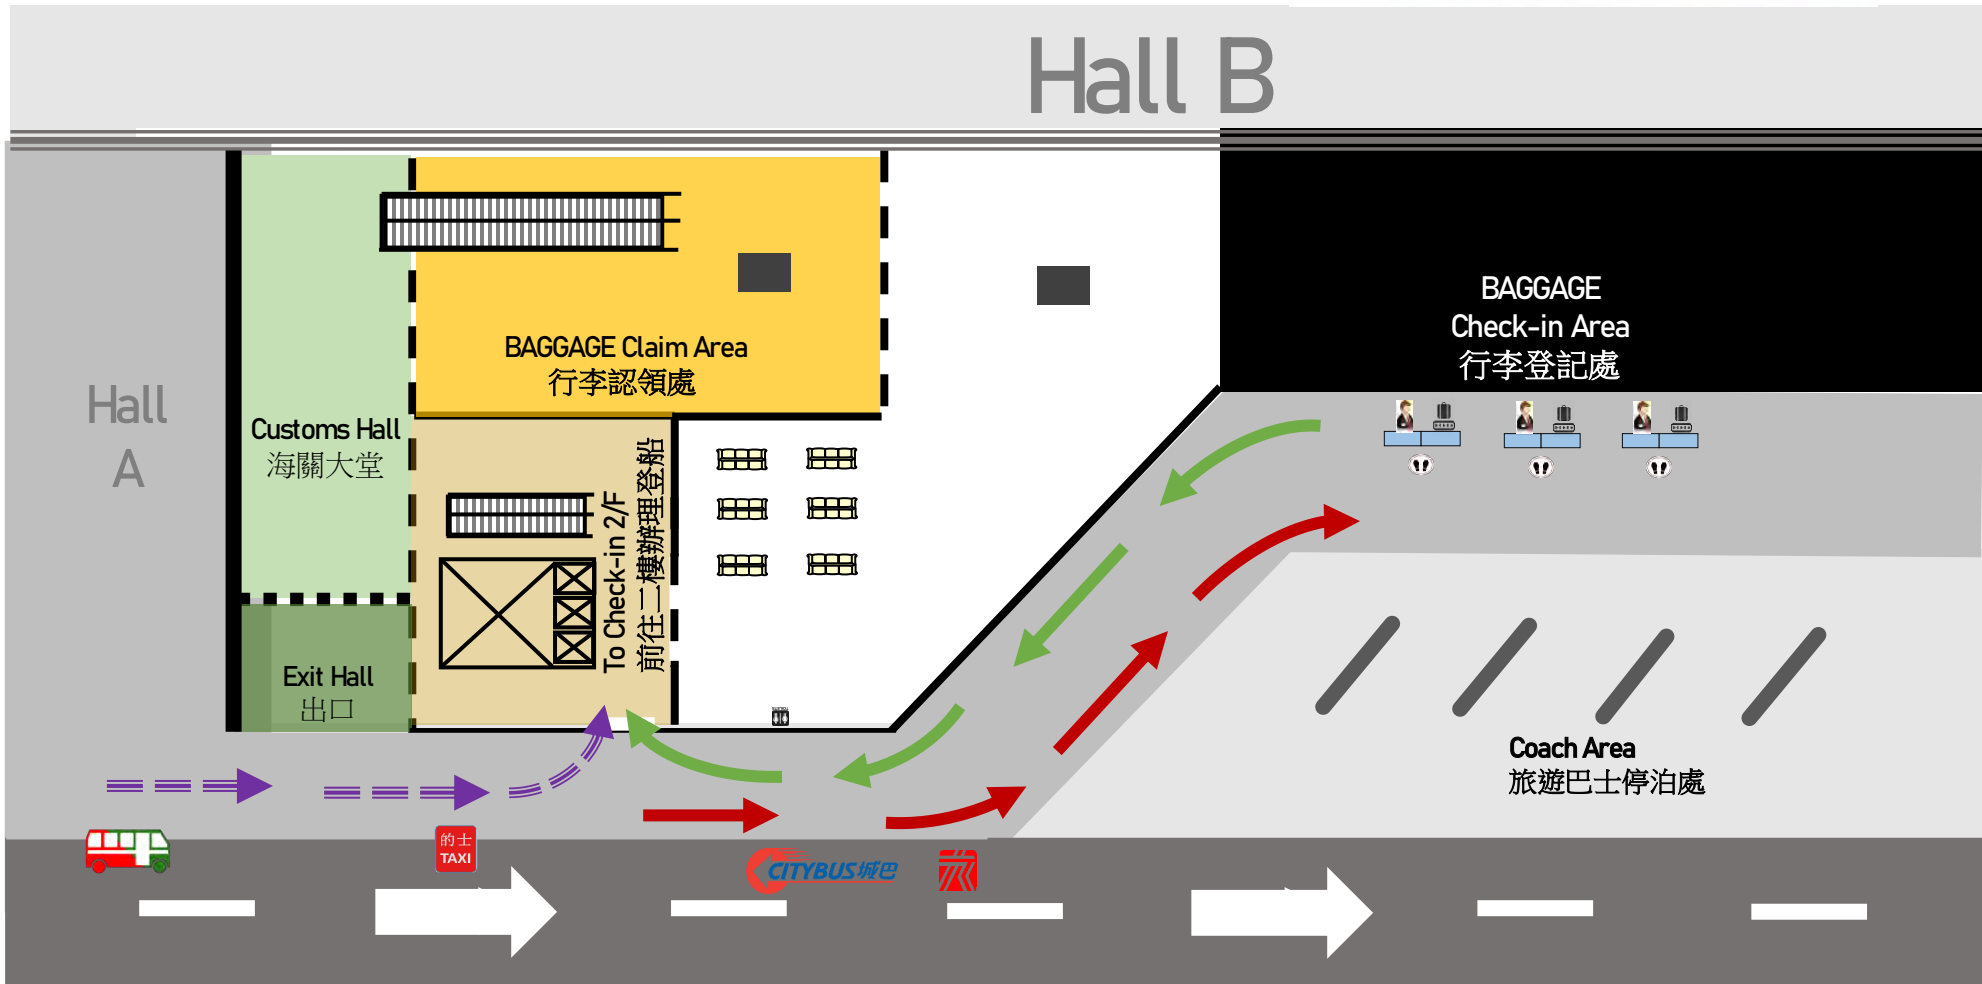 Hall B
BAGGAGE
Check-in Area
行李登記處
BAGGAGE Claim Area
行李認領處
Hall
A
Customs Hall
海關大堂
To Check-in 2/F
前往二樓辦理登船
Exit Hall
出口
Coach Area
旅遊巴士停泊處
的士
TAXI
CITYBUS城巴